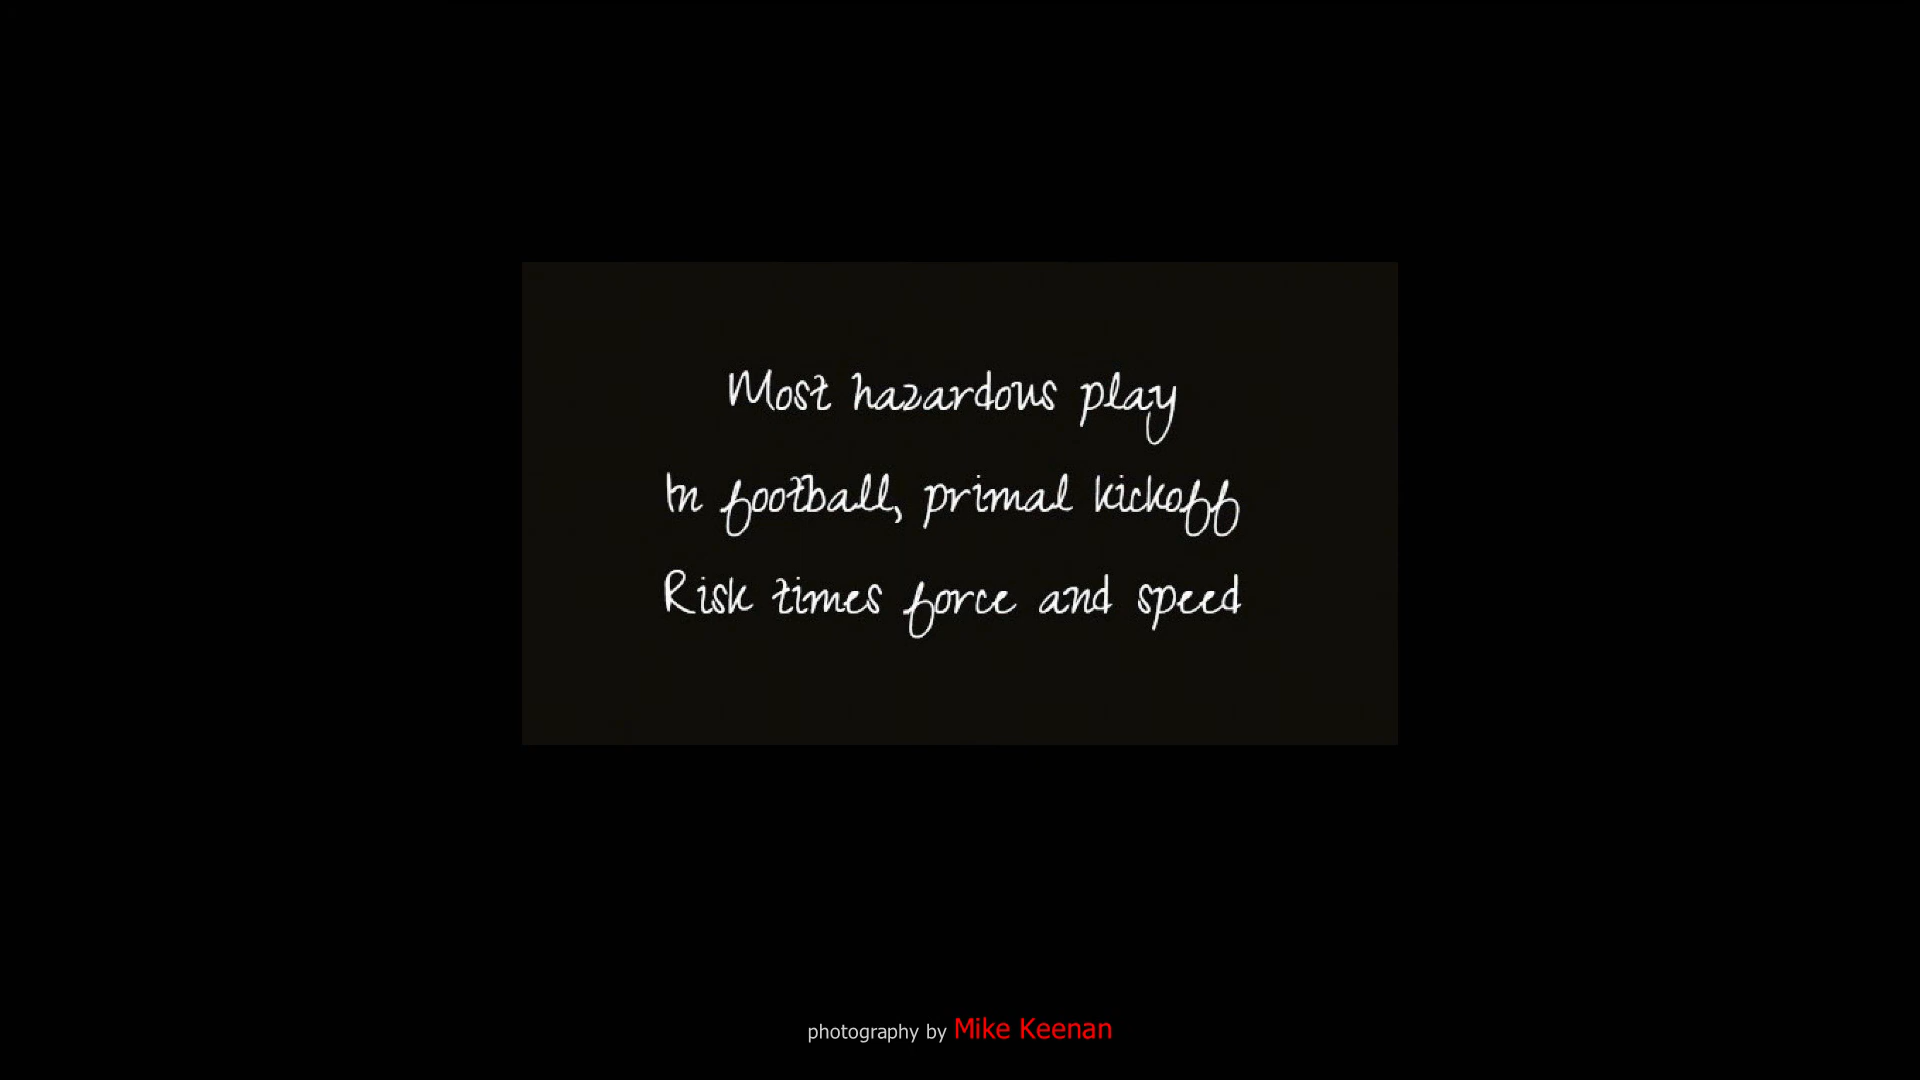 Most hazardous play
In football, primal kickoff
Risk times force and speed
photography by Mike Keenan